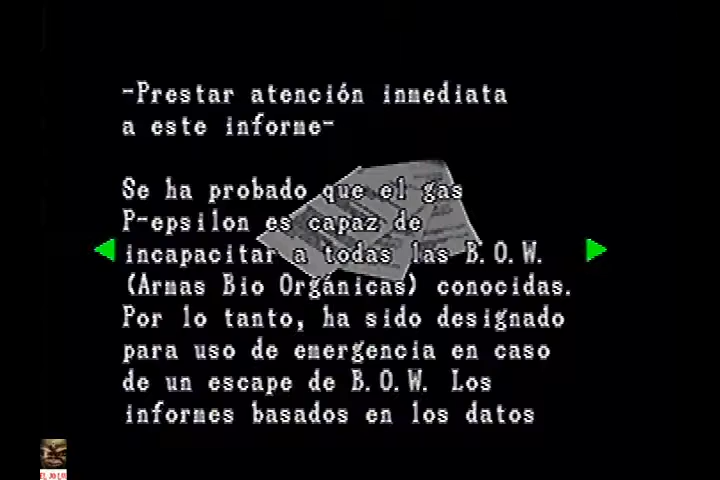 -Prestar atención inmediata
a este informe-
Se ha probado que el gas
P-epsilon es capaz de
incapacitar a todas las B.O.W.
(Armas Bio Orgánicas) conocidas.
Por lo tanto, ha sido designado
para uso de emergencia en caso
de un escape de B.O.W. Los
informes basados en los datos